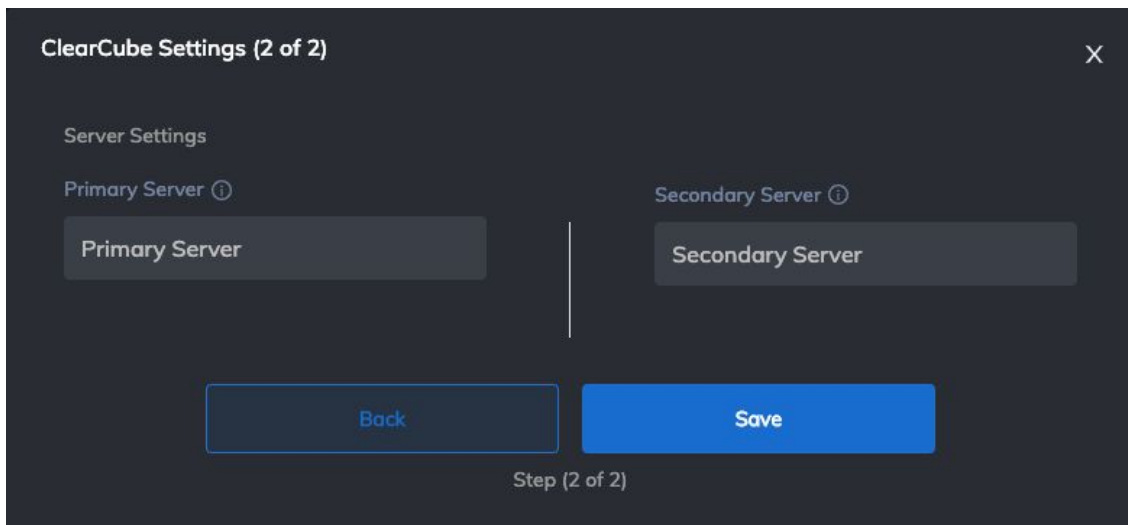 ClearCube Settings (2 of 2)
X
Server Settings
Primary Server
Primary Server
Secondary Server
Secondary Server
Back
Save
Step (2 of 2)